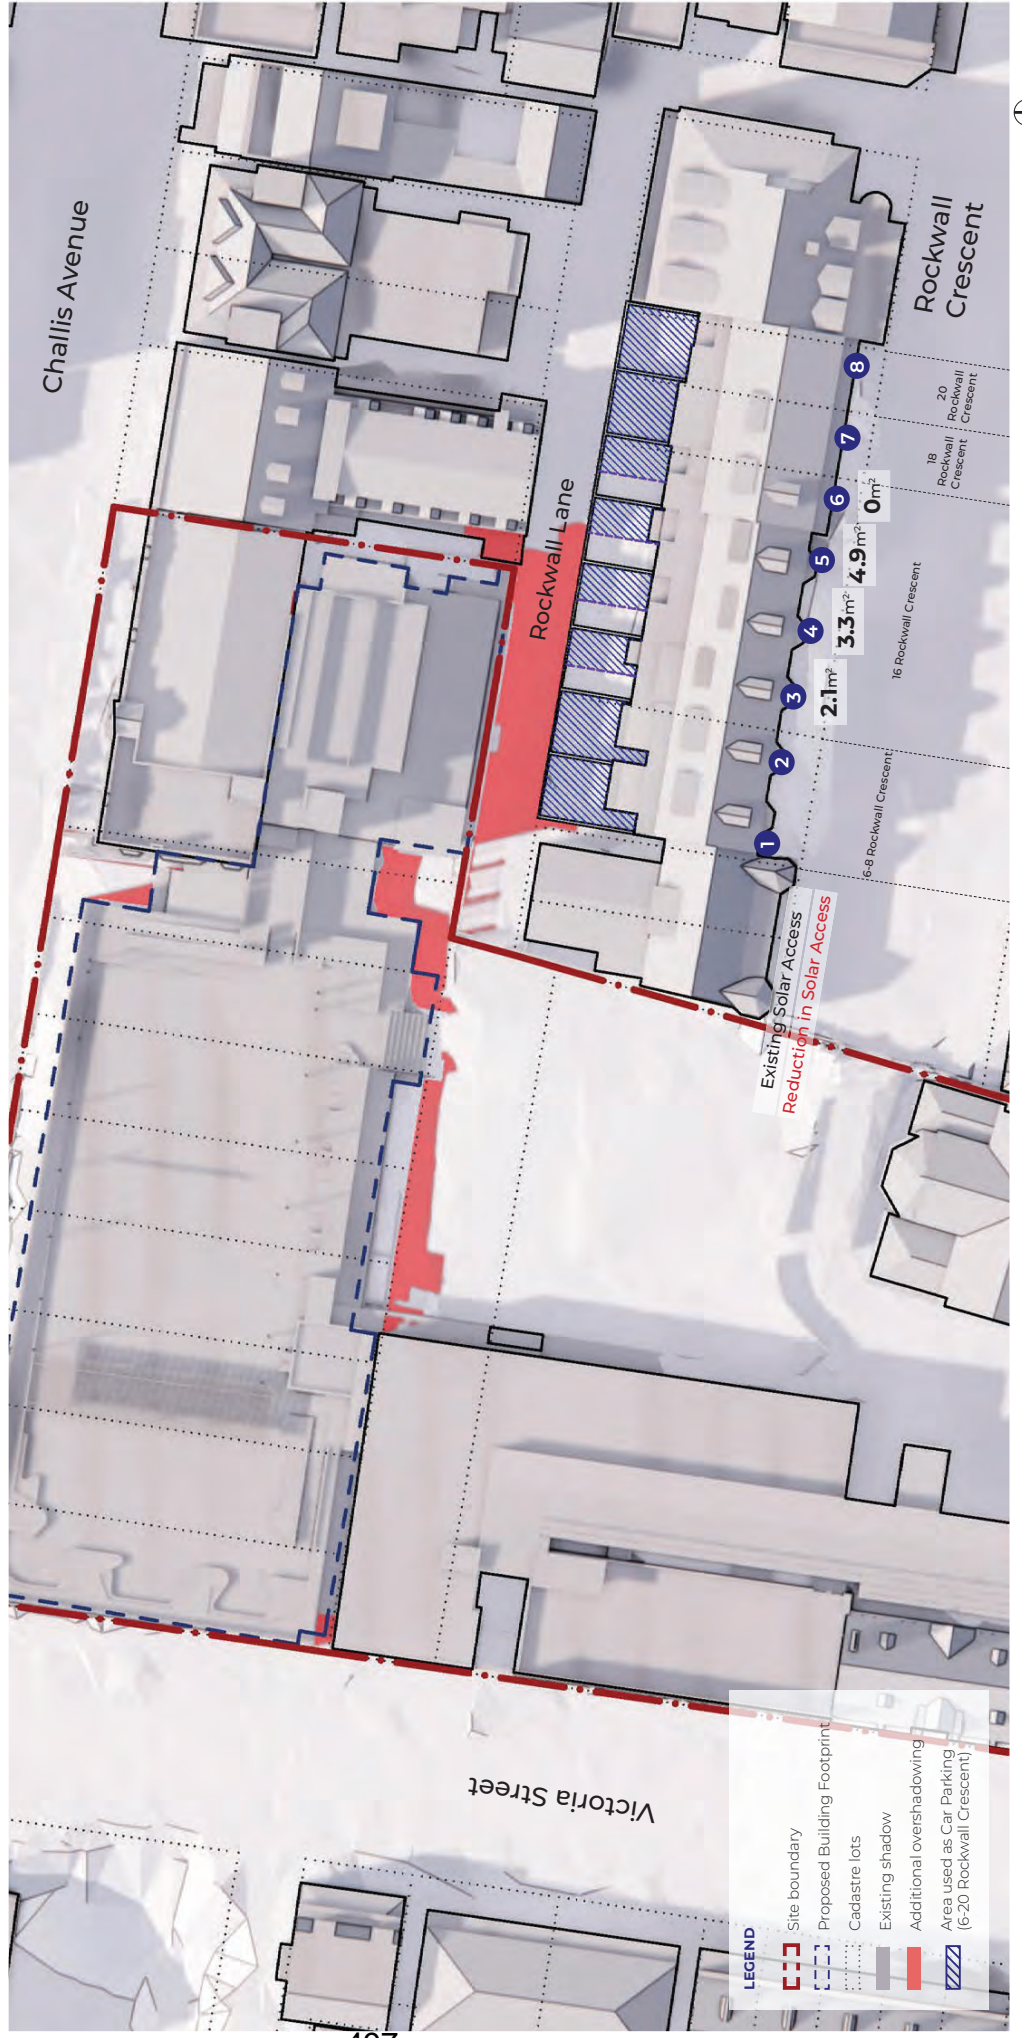 Challis Avenue
Rockwall Lane
Rockwall
Crescent
Victoria Street
1
2
3
4
5
6
7
8
2.1m²
3.3m²
4.9m²
0m²
6-8 Rockwall Crescent
16 Rockwall Crescent
18
Rockwall
Crescent
20
Rockwall
Crescent
Existing Solar Access
Reduction in Solar Access
LEGEND
Site boundary
Proposed Building Footprint
Cadastre lots
Existing shadow
Additional overshadowing
Area used as Car Parking
(6-20 Rockwall Crescent)